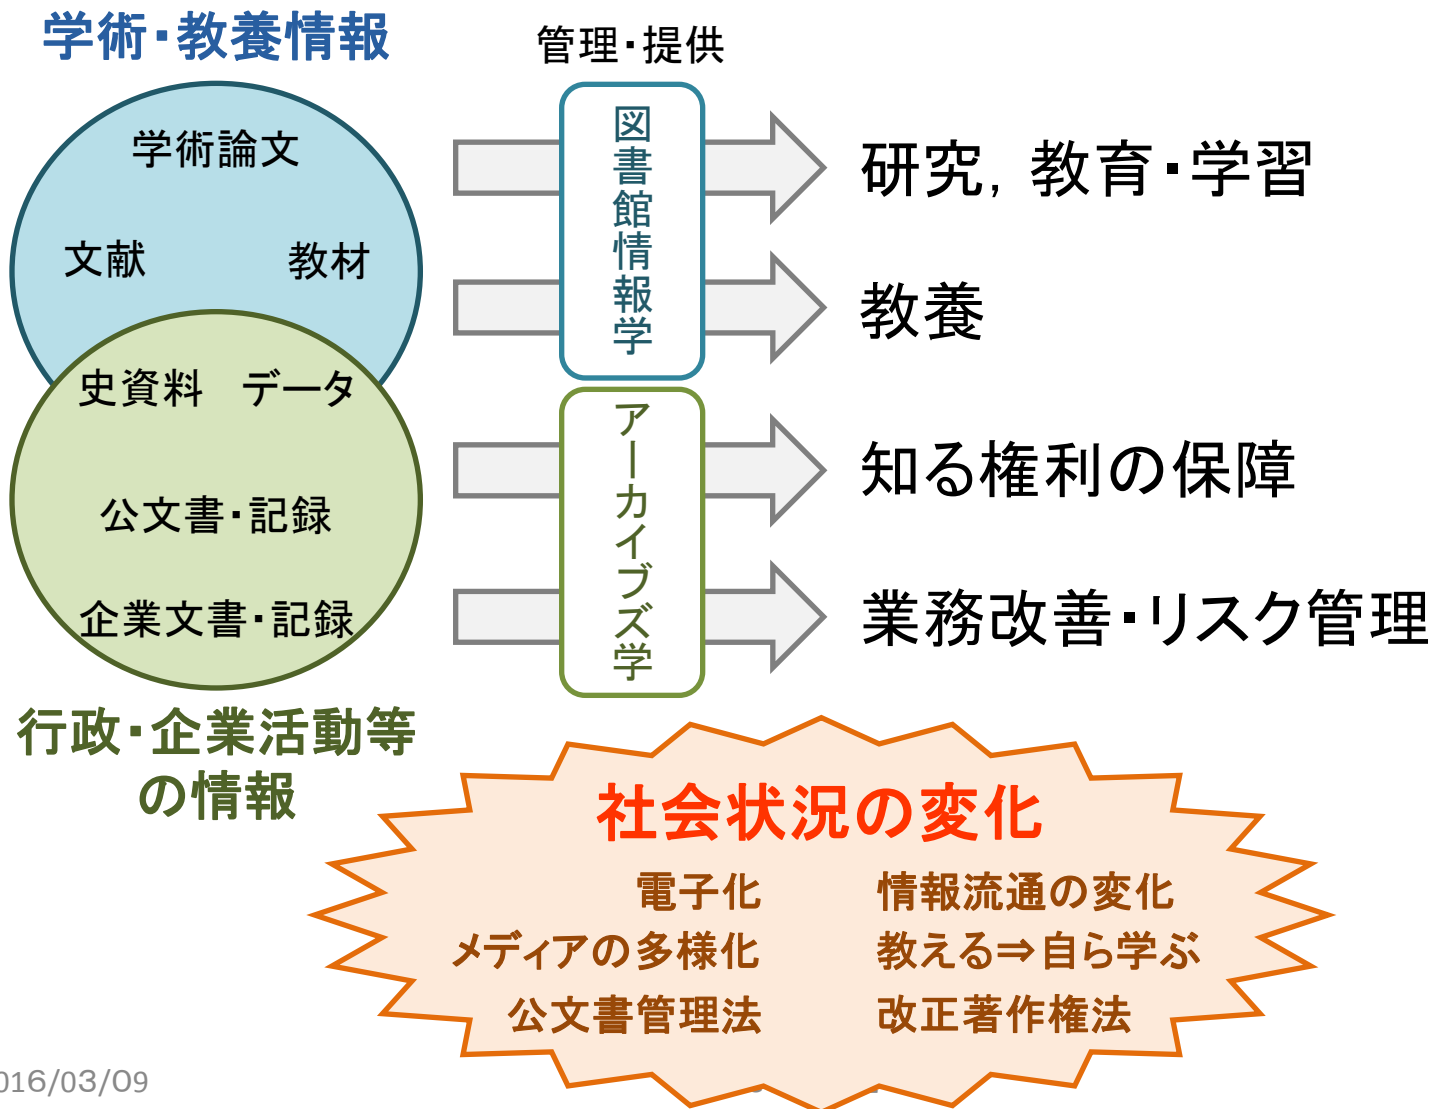 学術・教養情報
管理・提供
学術論文
文献 教材
史資料 データ
公文書・記録
企業文書・記録
行政・企業活動等
の情報
図書館情報学
アーカイブズ学
研究，教育・学習
教養
知る権利の保障
業務改善・リスク管理
社会状況の変化
電子化 情報流通の変化
メディアの多様化 教える⇒自ら学ぶ
公文書管理法 改正著作権法
016/03/09